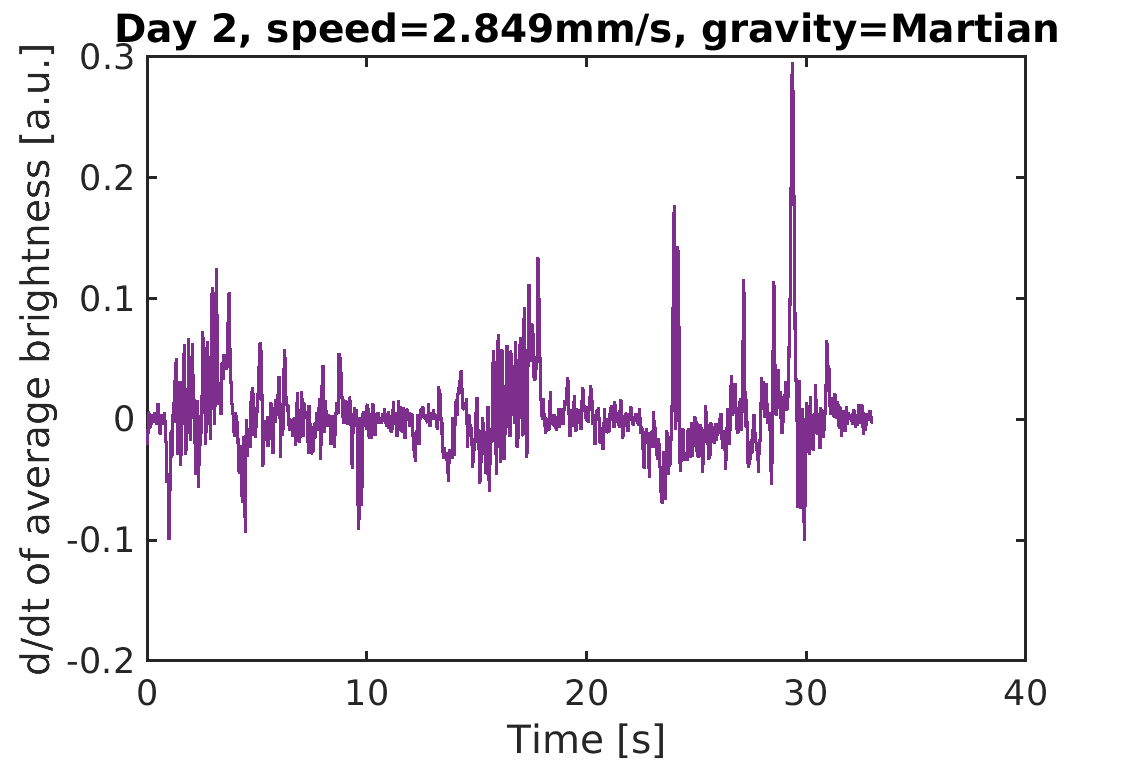 Day 2, speed=2.849mm/s, gravity=Martian
d/dt of average brightness [a.u.]
0.3
0.2
0.1
0
-0.1
-0.2
0 10 20 30 40
Time [s]